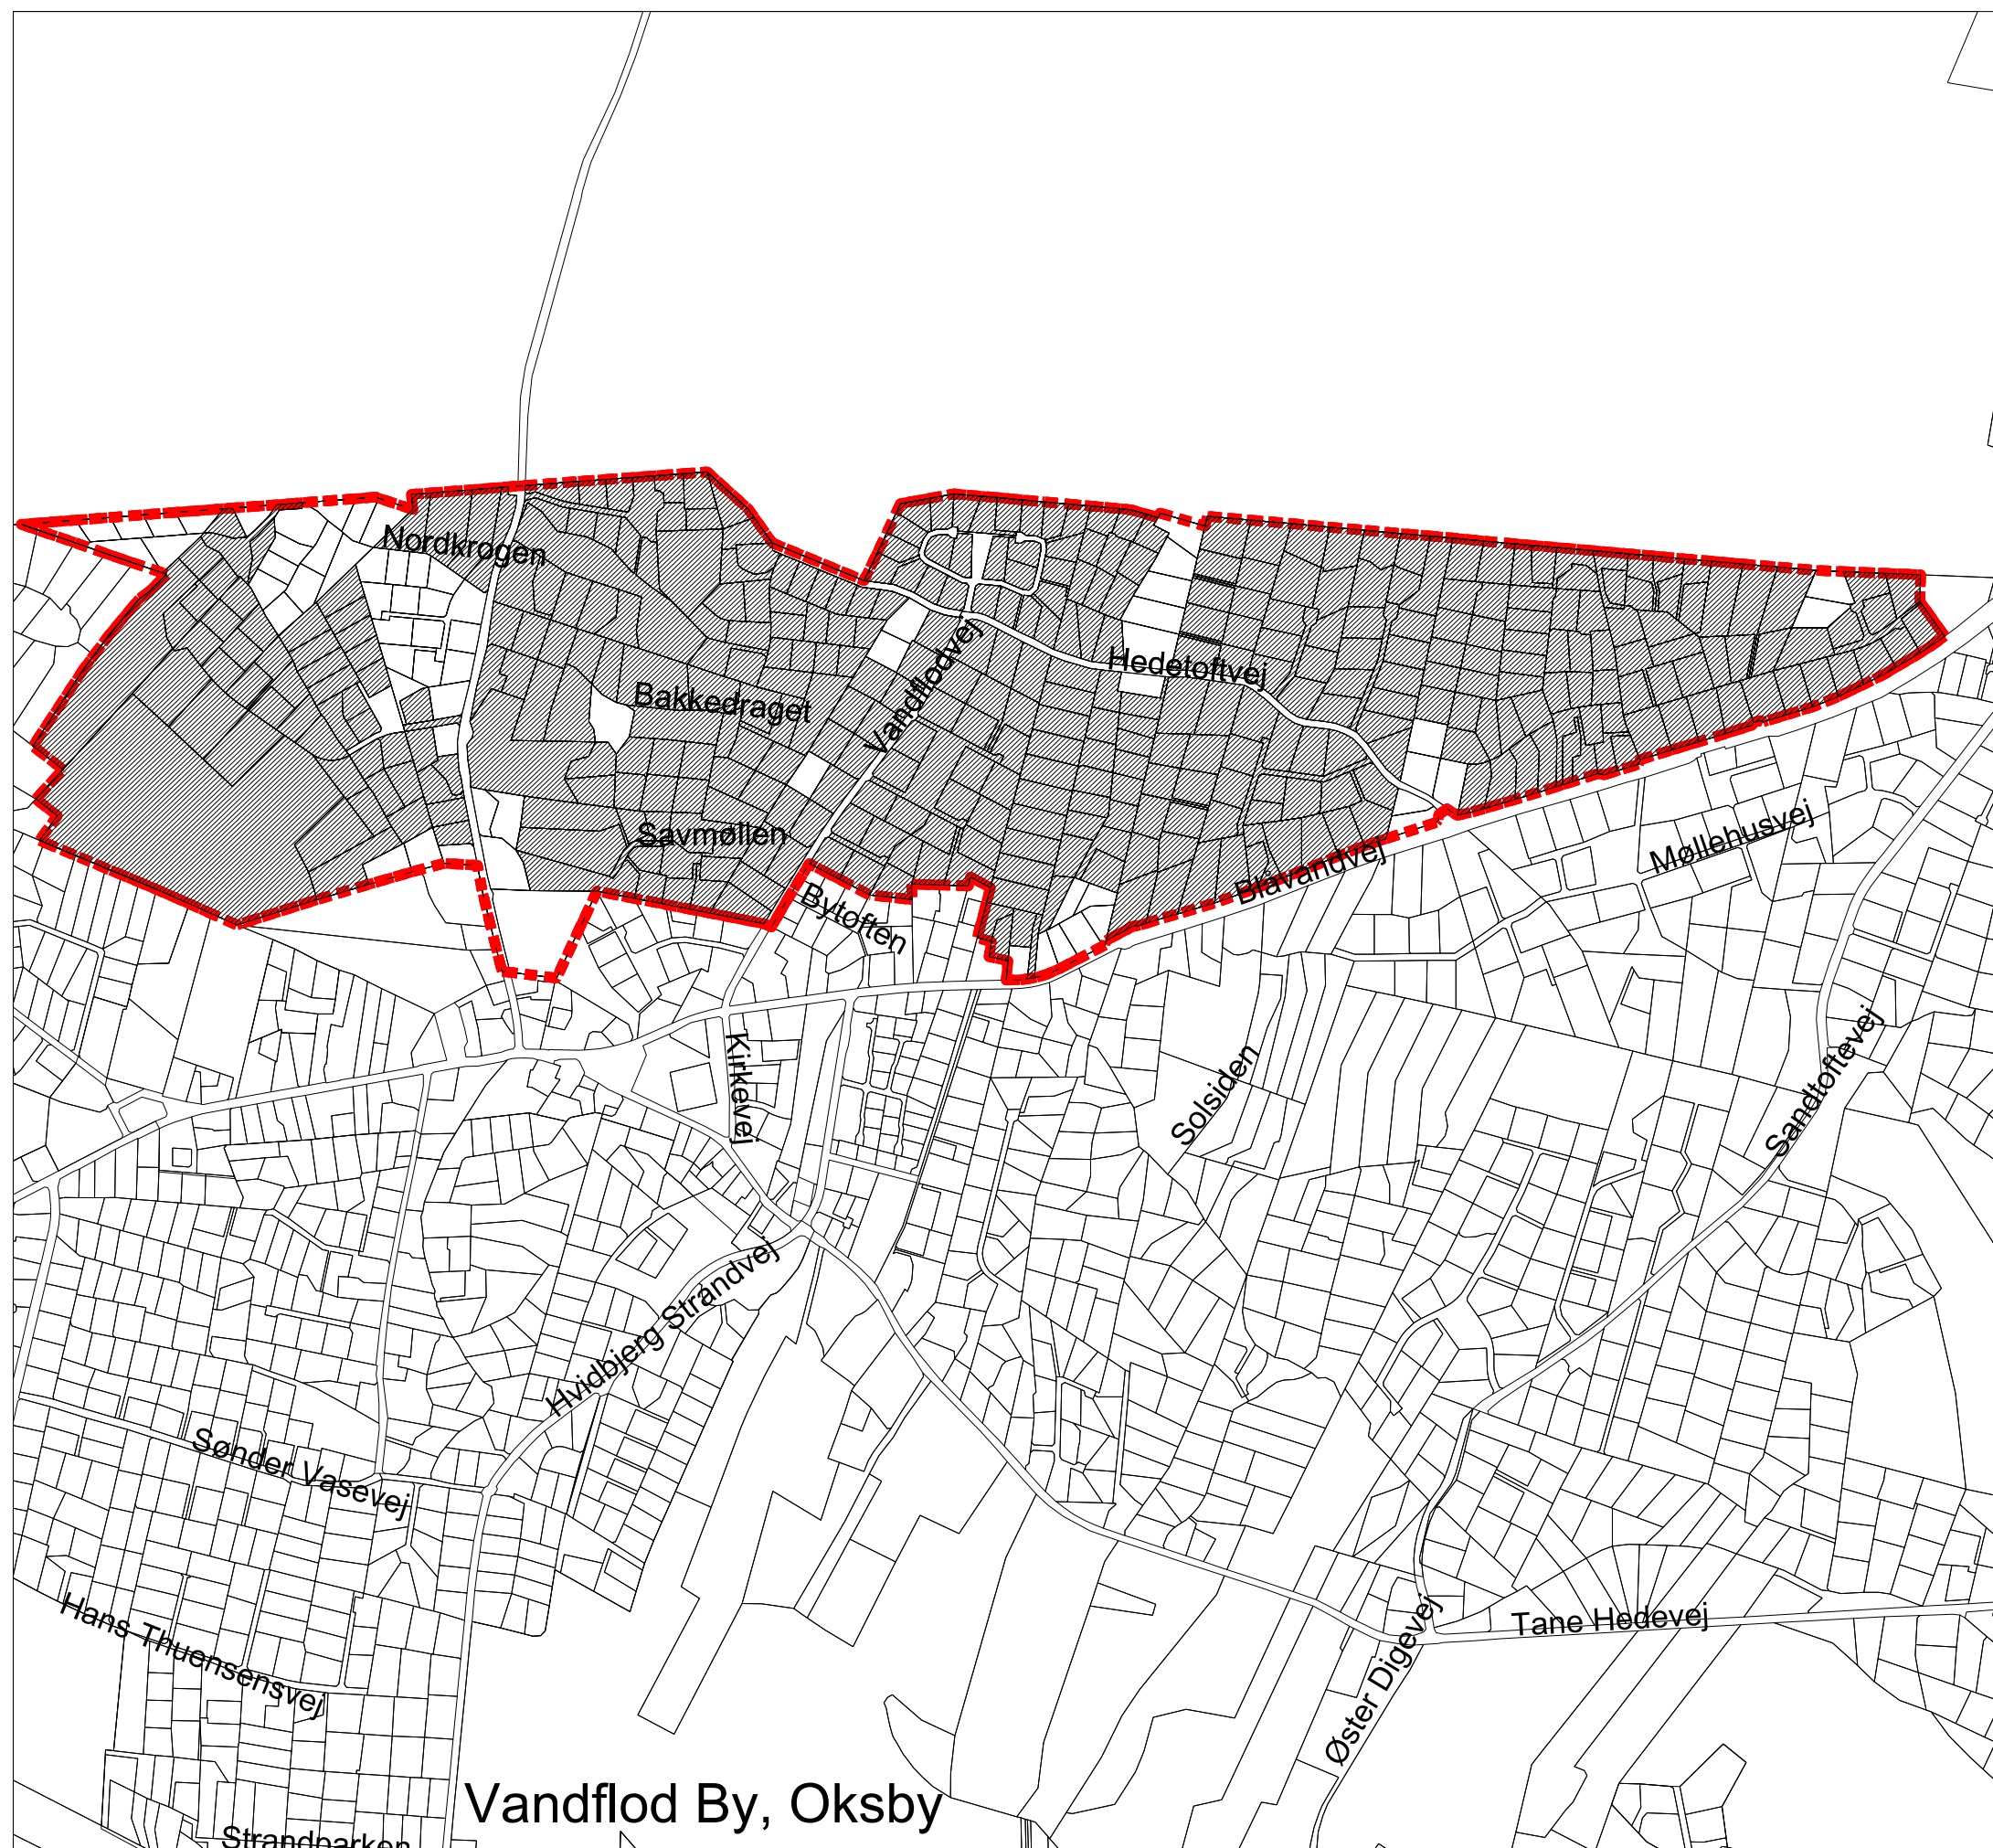 Nordkrogen
Hedetoftvej
Vandflodvej
Bakkedraget
Savmøllen
Møllehusvej
Blåvandvej
Bytoften
Kirkevej
Solsiden
Sandtoftevej
Hvidbjerg Strandvej
Sønder Vasevej
Hans Thuensensvej
Tane Hedevej
Øster Digevej
Vandflod By, Oksby
Strandparken